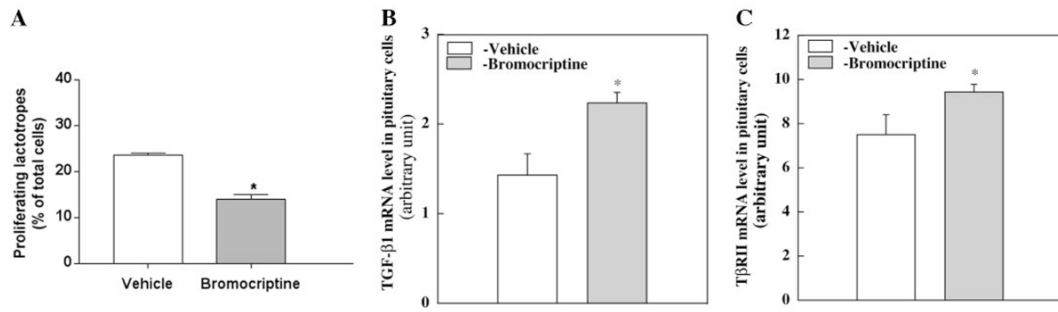 A
Proliferating lactotropes
(% of total cells)
40
30
20
10
0
*
Vehicle
Bromocriptine
B
TGF-β1 mRNA level in pituitary cells
(arbitrary unit)
3
2
1
0
-Vehicle
-Bromocriptine
*
C
TβRII mRNA level in pituitary cells
(arbitrary unit)
12
10
8
6
4
2
0
-Vehicle
-Bromocriptine
*